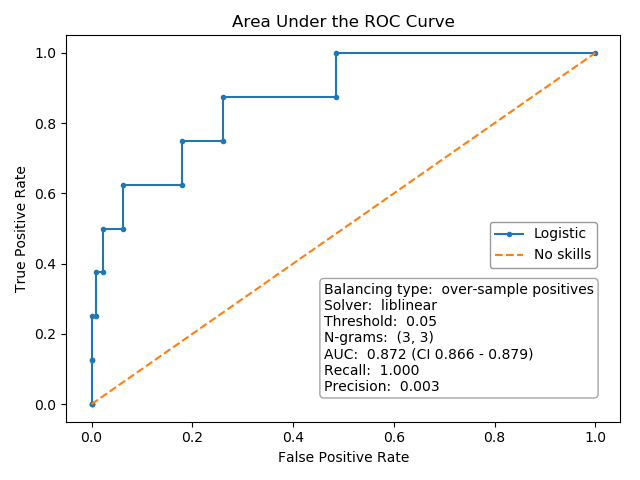 Area Under the ROC Curve
1.0
0.8
0.6
0.4
0.2
0.0
True Positive Rate
Logistic
No skills
Balancing type:  over-sample positives
Solver:  liblinear
Threshold:  0.05
N-grams:  (3, 3)
AUC:  0.872 (CI 0.866 - 0.879)
Recall:  1.000
Precision:  0.003
0.0 0.2 0.4 0.6 0.8 1.0
False Positive Rate